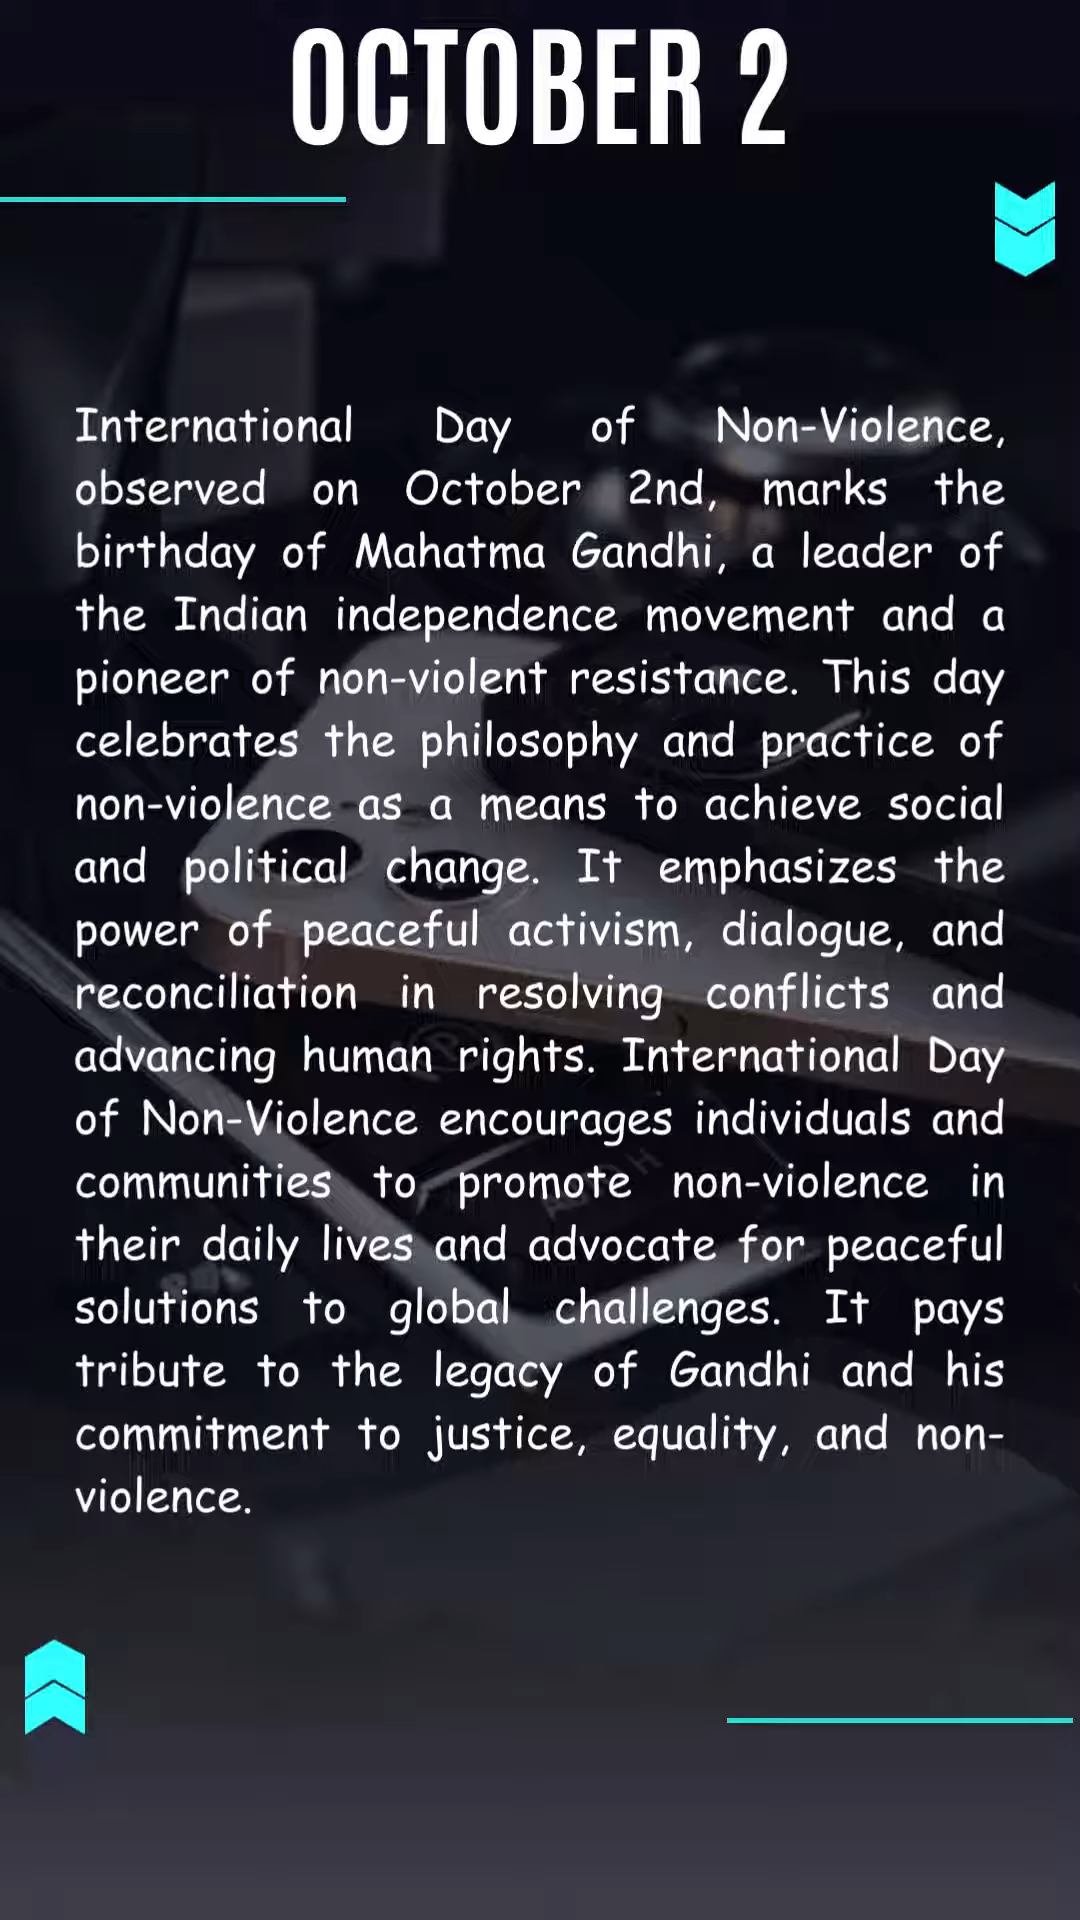 OCTOBER 2
International Day of Non-Violence,
observed on October 2nd, marks the
birthday of Mahatma Gandhi, a leader of
the Indian independence movement and a
pioneer of non-violent resistance. This day
celebrates the philosophy and practice of
non-violence as a means to achieve social
and political change. It emphasizes the
power of peaceful activism, dialogue, and
reconciliation in resolving conflicts and
advancing human rights. International Day
of Non-Violence encourages individuals and
communities to promote non-violence in
their daily lives and advocate for peaceful
solutions to global challenges. It pays
tribute to the legacy of Gandhi and his
commitment to justice, equality, and non-
violence.